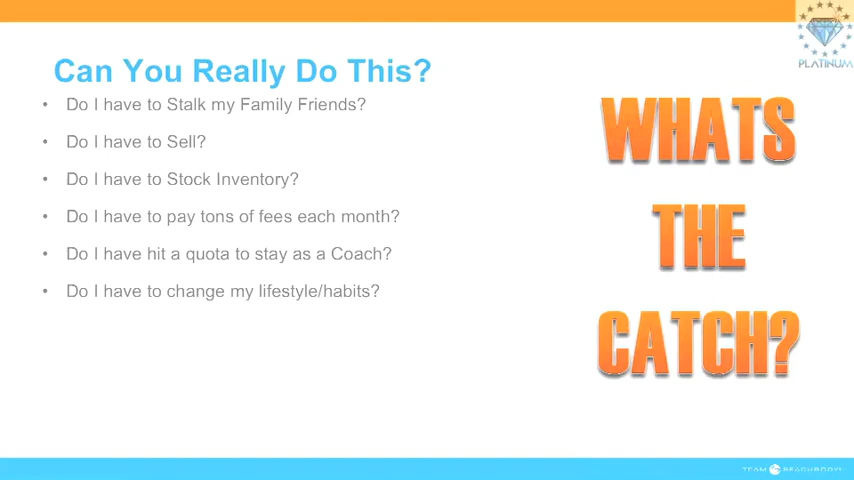 PLATINUM
Can You Really Do This?
• Do I have to Stalk my Family Friends?
• Do I have to Sell?
• Do I have to Stock Inventory?
• Do I have to pay tons of fees each month?
• Do I have hit a quota to stay as a Coach?
• Do I have to change my lifestyle/habits?
WHATS
THE
CATCH?
TEAM BEACHBODY